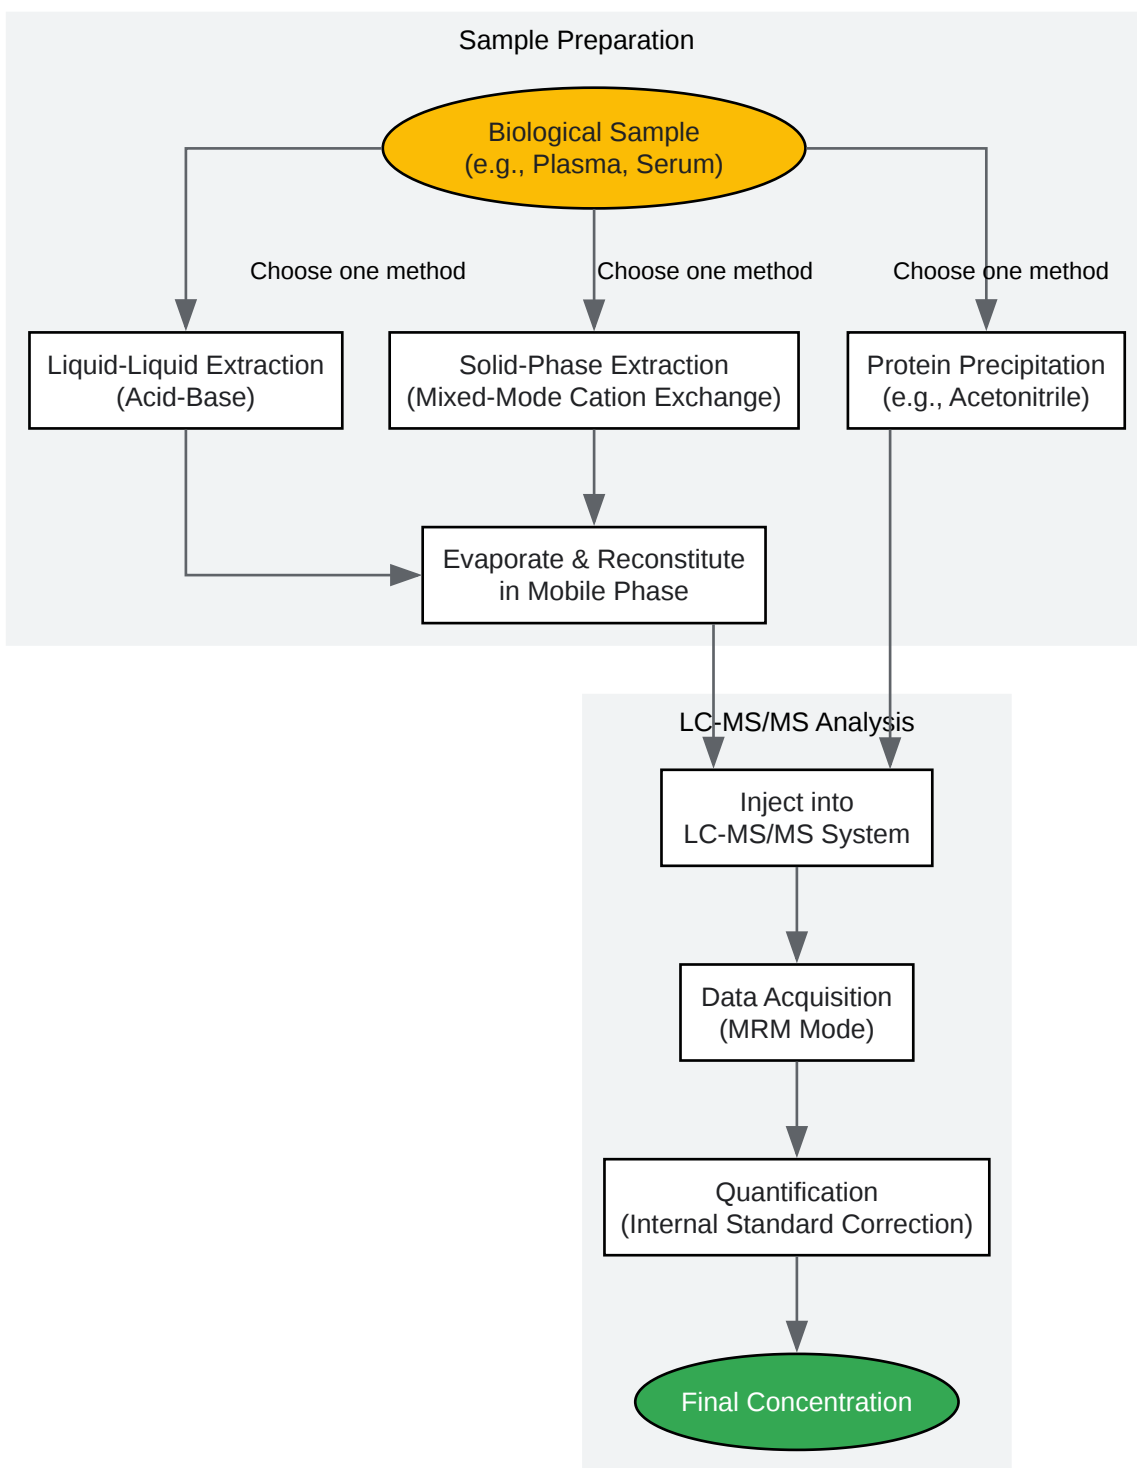 Sample Preparation
Biological Sample
(e.g., Plasma, Serum)
Choose one method
Choose one method
Choose one method
Liquid-Liquid Extraction
(Acid-Base)
Solid-Phase Extraction
(Mixed-Mode Cation Exchange)
Protein Precipitation
(e.g., Acetonitrile)
Evaporate & Reconstitute
in Mobile Phase
LC-MS/MS Analysis
Inject into
LC-MS/MS System
Data Acquisition
(MRM Mode)
Quantification
(Internal Standard Correction)
Final Concentration